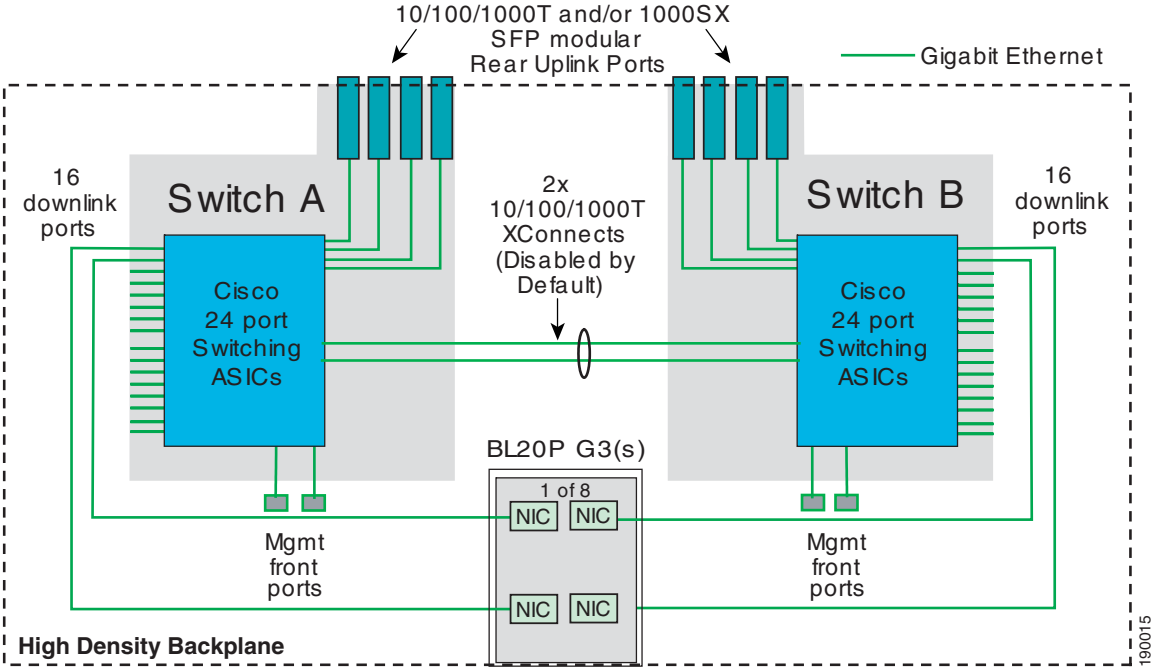 10/100/1000T and/or 1000SX
SFP modular
Rear Uplink Ports
Gigabit Ethernet
16
downlink
ports
Switch A
2x
10/100/1000T
XConnects
(Disabled by
Default)
Switch B
16
downlink
ports
Cisco
24 port
Switching
ASICs
Cisco
24 port
Switching
ASICs
BL20P G3(s)
1 of 8
NIC
NIC
Mgmt
front
ports
Mgmt
front
ports
NIC
NIC
High Density Backplane
190015